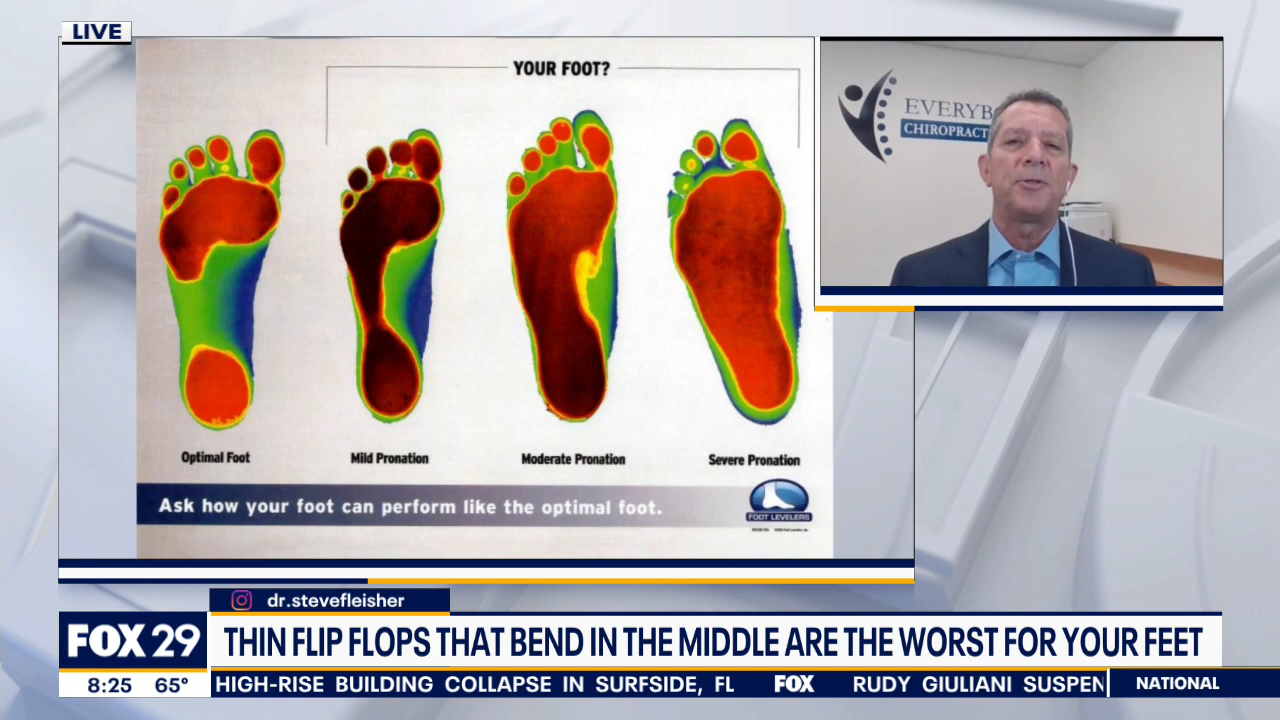 LIVE
YOUR FOOT?
EVERYB
CHIROPRACT
Optimal Foot
Mild Pronation
Moderate Pronation
Severe Pronation
Ask how your foot can perform like the optimal foot.
FOOT LEVELERS
dr.stevefleisher
FOX 29
THIN FLIP FLOPS THAT BEND IN THE MIDDLE ARE THE WORST FOR YOUR FEET
8:25 65°
HIGH-RISE BUILDING COLLAPSE IN SURFSIDE, FL FOX RUDY GIULIANI SUSPEN
NATIONAL